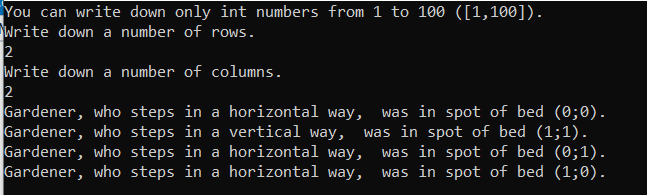 You can write down only int numbers from 1 to 100 ([1,100]).
Write down a number of rows.
2
Write down a number of columns.
2
Gardener, who steps in a horizontal way,  was in spot of bed (0;0).
Gardener, who steps in a vertical way,  was in spot of bed (1;1).
Gardener, who steps in a horizontal way,  was in spot of bed (0;1).
Gardener, who steps in a horizontal way,  was in spot of bed (1;0).